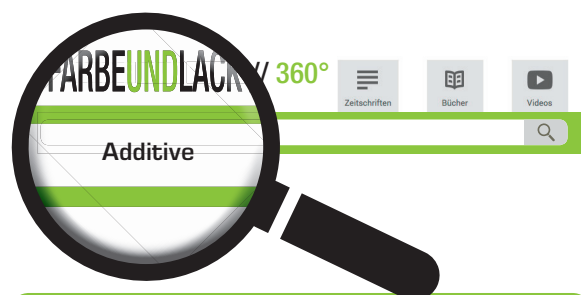 FARBEUNDLACK // 360°
Zeitschriften
Bücher
Videos
Additive